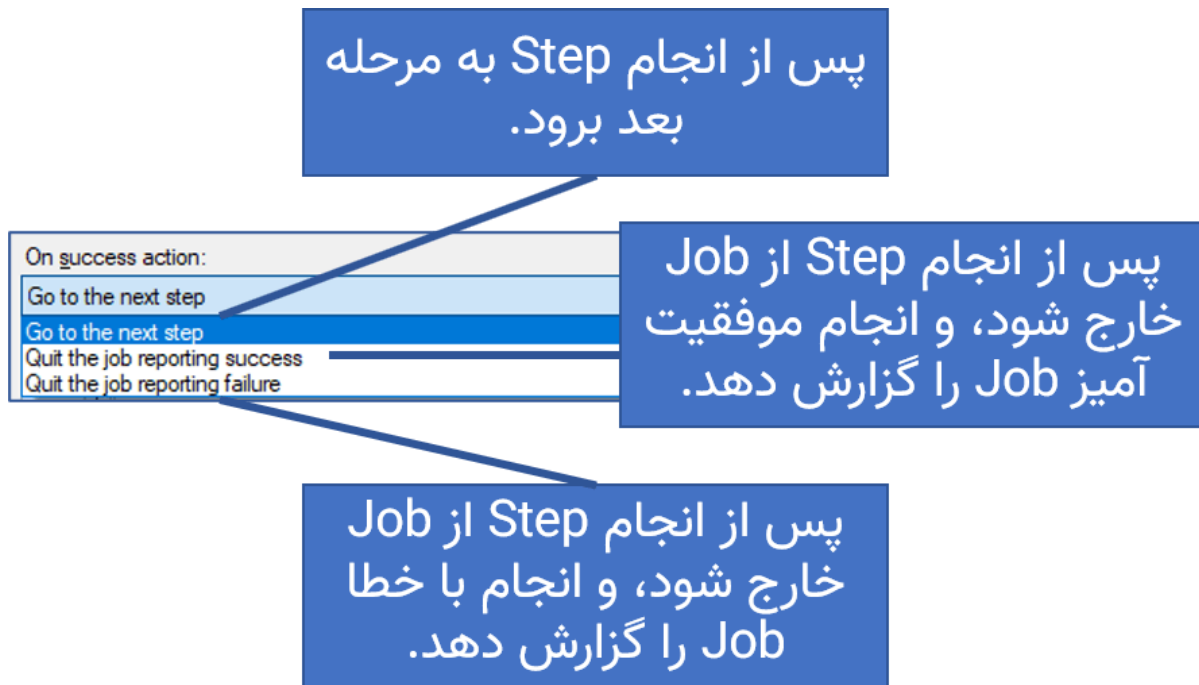 پس از انجام Step به مرحله
بعد برود.
On success action:
Go to the next step
Go to the next step
Quit the job reporting success
Quit the job reporting failure
پس از انجام Step از Job
خارج شود، و انجام موفقیت
آمیز Job را گزارش دهد.
پس از انجام Step از Job
خارج شود، و انجام با خطا
Job را گزارش دهد.